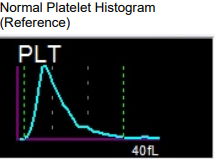 Normal Platelet Histogram
(Reference)
PLT
40fL